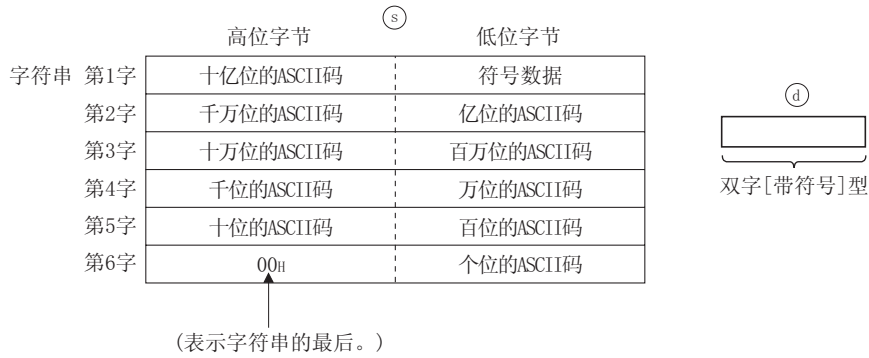 ⓢ
高位字节 低位字节
字符串 第1字 十亿位的ASCII码 符号数据
第2字 千万位的ASCII码 亿位的ASCII码
第3字 十万位的ASCII码 百万位的ASCII码
第4字 千位的ASCII码 万位的ASCII码
第5字 十位的ASCII码 百位的ASCII码
第6字 00H 个位的ASCII码
(表示字符串的最后。)
ⓓ
双字[带符号]型